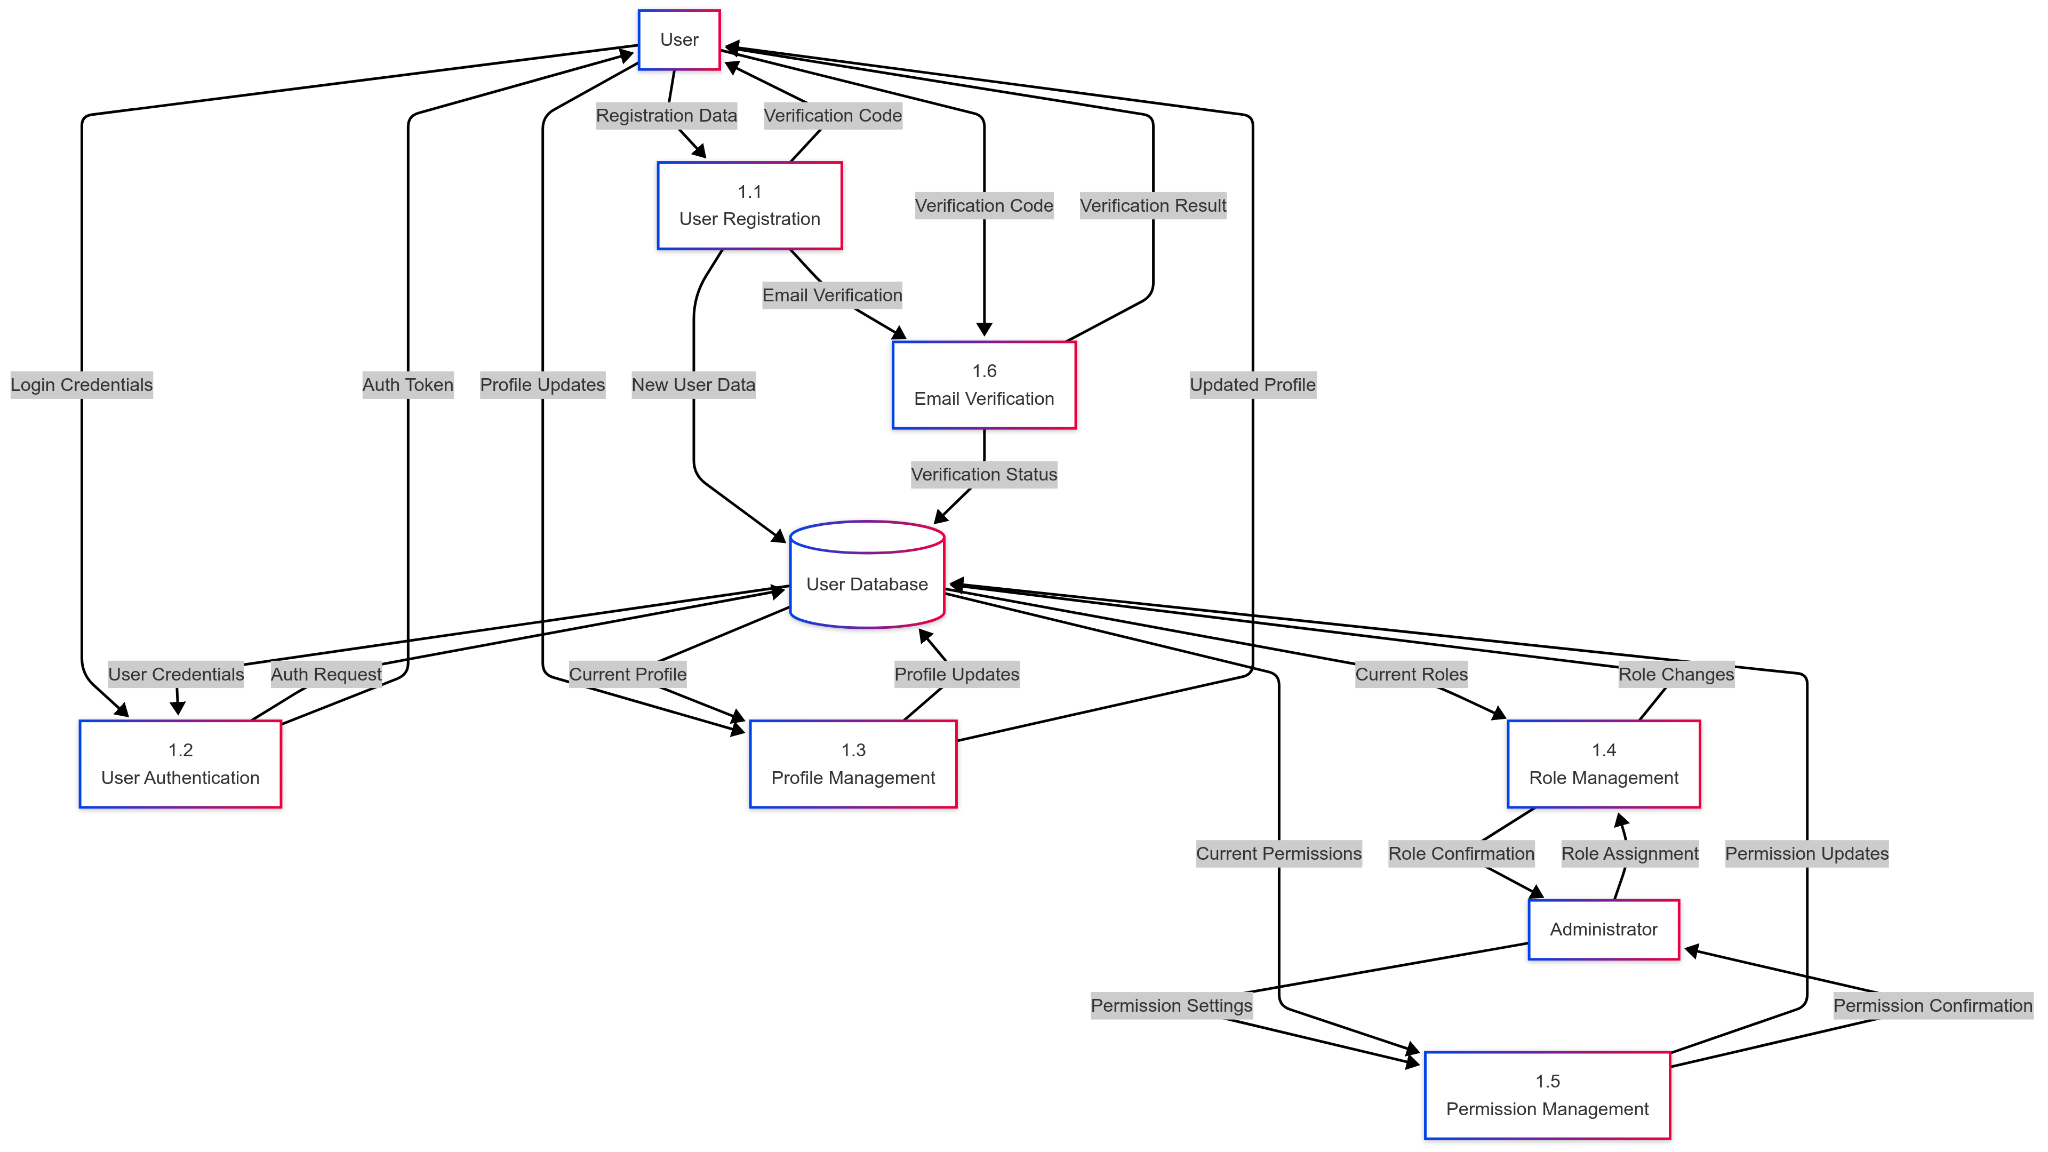 User
Registration Data
Verification Code
1.1
User Registration
Verification Code
Verification Result
Email Verification
1.6
Email Verification
Login Credentials
Auth Token
Profile Updates
New User Data
Updated Profile
Verification Status
User Database
User Credentials
Auth Request
Current Profile
Profile Updates
Current Roles
Role Changes
1.2
User Authentication
1.3
Profile Management
1.4
Role Management
Current Permissions
Role Confirmation
Role Assignment
Permission Updates
Administrator
Permission Settings
Permission Confirmation
1.5
Permission Management